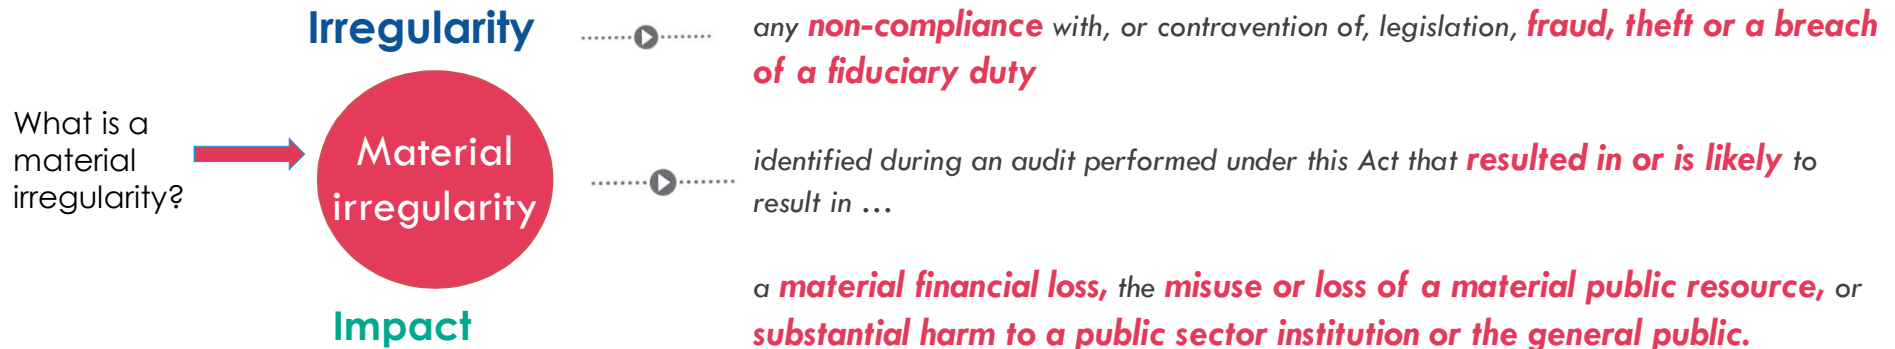 Irregularity
any non-compliance with, or contravention of, legislation, fraud, theft or a breach
of a fiduciary duty
What is a
material
irregularity?
Material
irregularity
identified during an audit performed under this Act that resulted in or is likely to
result in …
a material financial loss, the misuse or loss of a material public resource, or
substantial harm to a public sector institution or the general public.
Impact